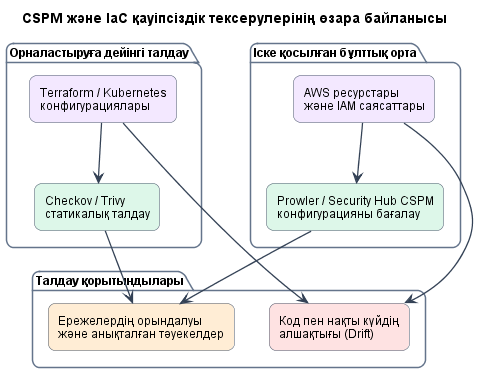 CSPM және IaC қауіпсіздік тексерулерінің өзара байланысы
Орналастыруға дейінгі талдау
Terraform / Kubernetes
конфигурациялары
Checkov / Trivy
статикалық талдау
Іске қосылған бұлттық орта
AWS ресурстары
және IAM саясаттары
Prowler / Security Hub CSPM
конфигурацияны бағалау
Талдау қорытындылары
Ережелердің орындалуы
және анықталған тәуекелдер
Код пен нақты күйдің
алшақтығы (Drift)